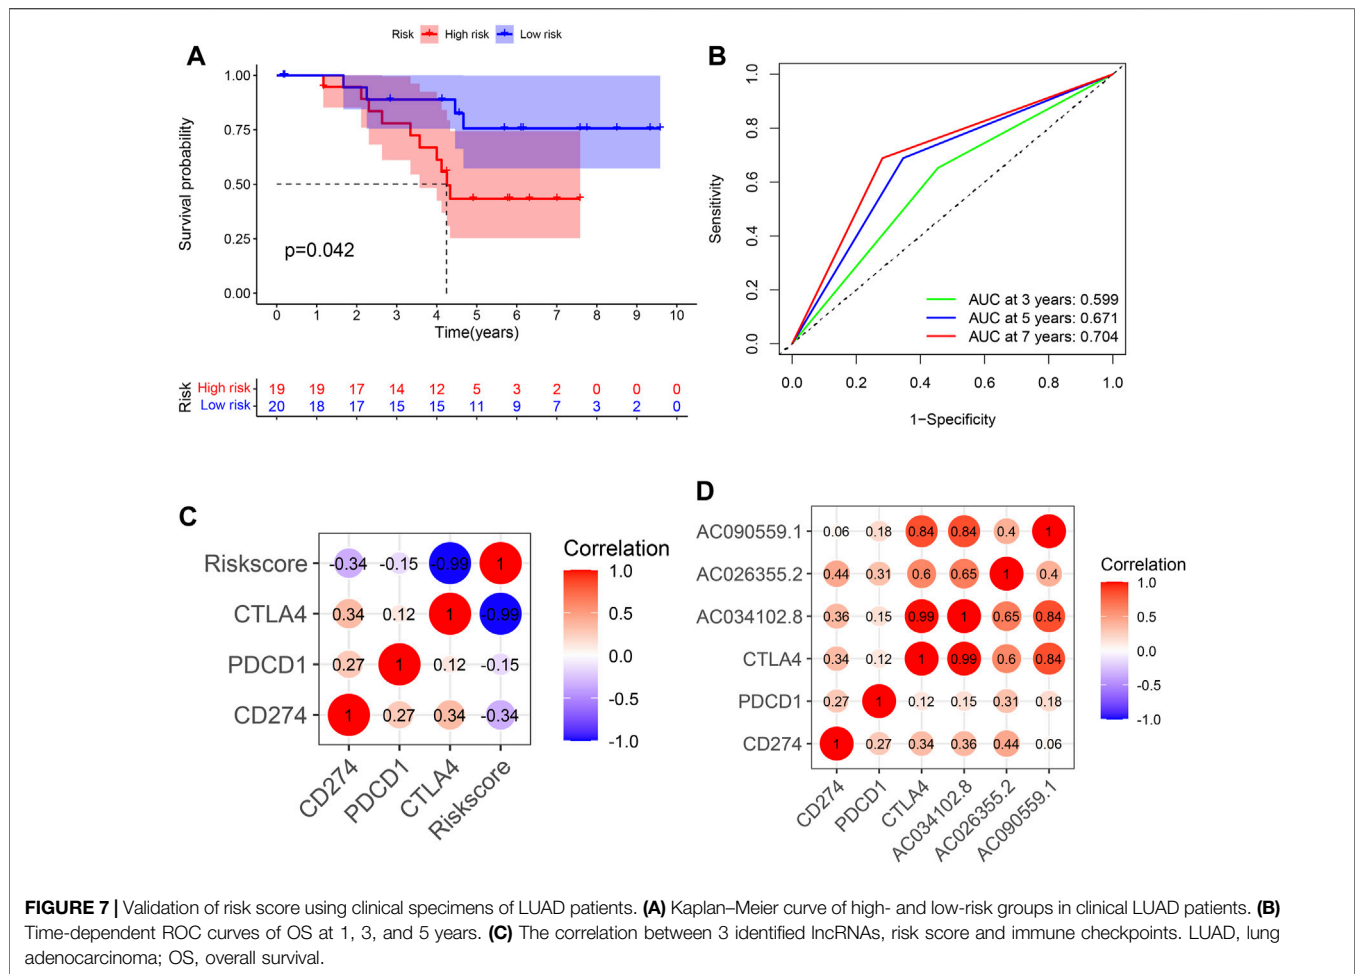 Risk High risk Low risk
A
Survival probability
1.00
0.75
0.50
0.25
0.00
p=0.042
0 1 2 3 4 5 6 7 8 9 10
Time(years)
Risk
High risk 19 19 17 14 12 5 3 2 0 0 0
Low risk 20 18 17 15 15 11 9 7 3 2 0
B
Sensitivity
1.0
0.8
0.6
0.4
0.2
0.0
AUC at 3 years: 0.599
AUC at 5 years: 0.671
AUC at 7 years: 0.704
0.0 0.2 0.4 0.6 0.8 1.0
1−Specificity
C
Riskscore -0.34 -0.15 -0.99 1
CTLA4 0.34 0.12 1 -0.99
PDCD1 0.27 1 0.12 -0.15
CD274 1 0.27 0.34 -0.34
CD274 PDCD1 CTLA4 Riskscore
Correlation
1.0
0.5
0.0
-0.5
-1.0
D
AC090559.1 0.06 0.18 0.84 0.84 0.4 1
AC026355.2 0.44 0.31 0.6 0.65 1 0.4
AC034102.8 0.36 0.15 0.99 1 0.65 0.84
CTLA4 0.34 0.12 1 0.99 0.6 0.84
PDCD1 0.27 1 0.12 0.15 0.31 0.18
CD274 1 0.27 0.34 0.36 0.44 0.06
CD274 PDCD1 CTLA4 AC034102.8 AC026355.2 AC090559.1
Correlation
1.0
0.5
0.0
-0.5
-1.0
FIGURE 7 | Validation of risk score using clinical specimens of LUAD patients. (A) Kaplan–Meier curve of high- and low-risk groups in clinical LUAD patients. (B)
Time-dependent ROC curves of OS at 1, 3, and 5 years. (C) The correlation between 3 identified lncRNAs, risk score and immune checkpoints. LUAD, lung
adenocarcinoma; OS, overall survival.